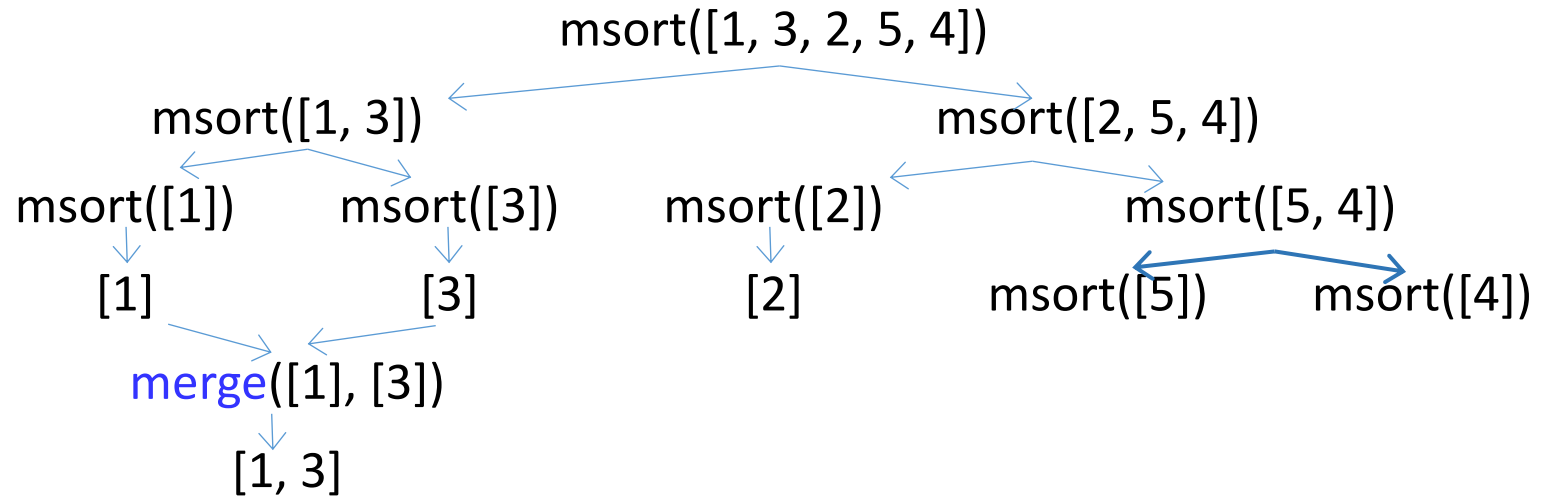 msort([1, 3, 2, 5, 4])
msort([1, 3]) msort([2, 5, 4])
msort([1]) msort([3]) msort([2]) msort([5, 4])
[1] [3] [2] msort([5]) msort([4])
merge([1], [3])
[1, 3]